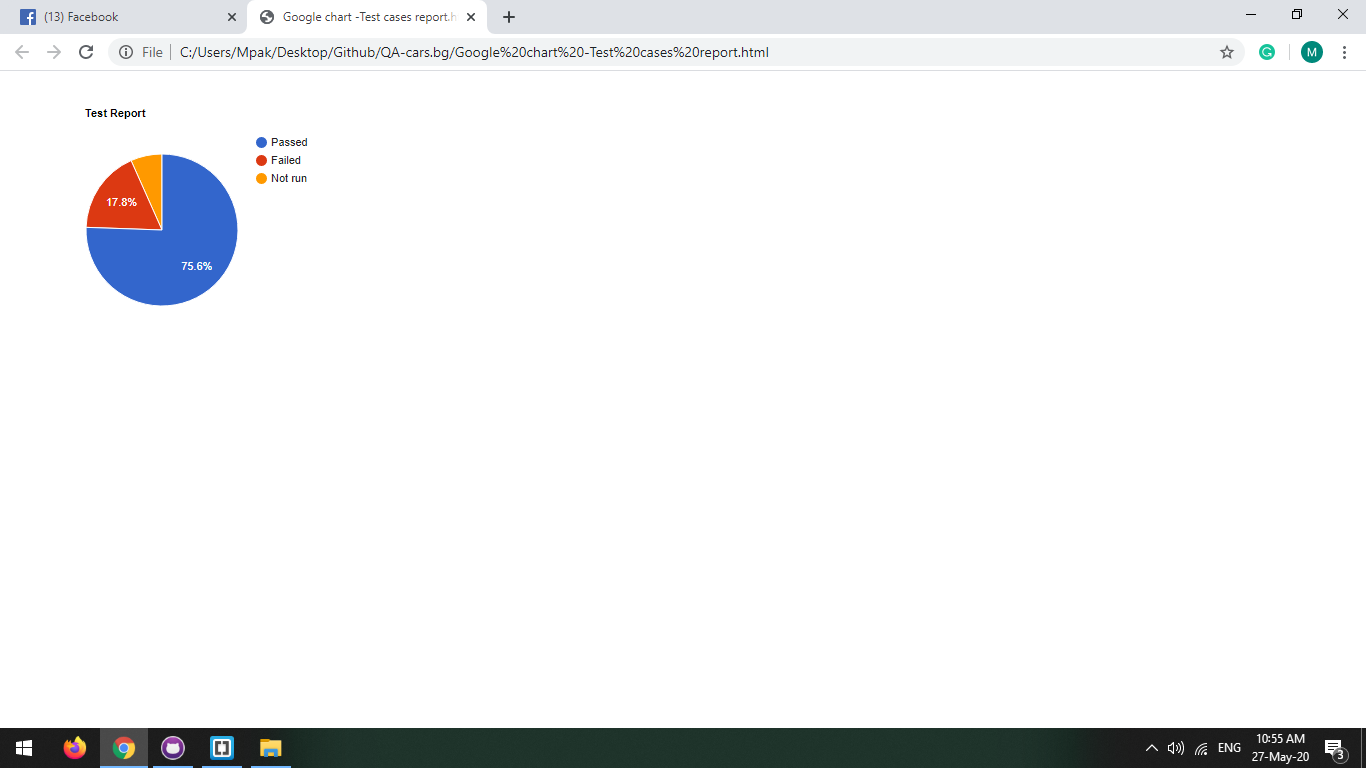 (13) Facebook
Google chart -Test cases report.h
File
C:/Users/Mpak/Desktop/Github/QA-cars.bg/Google%20chart%20-Test%20cases%20report.html
M
Test Report
Passed
Failed
Not run
17.8%
75.6%
ENG
10:55 AM
27-May-20
3